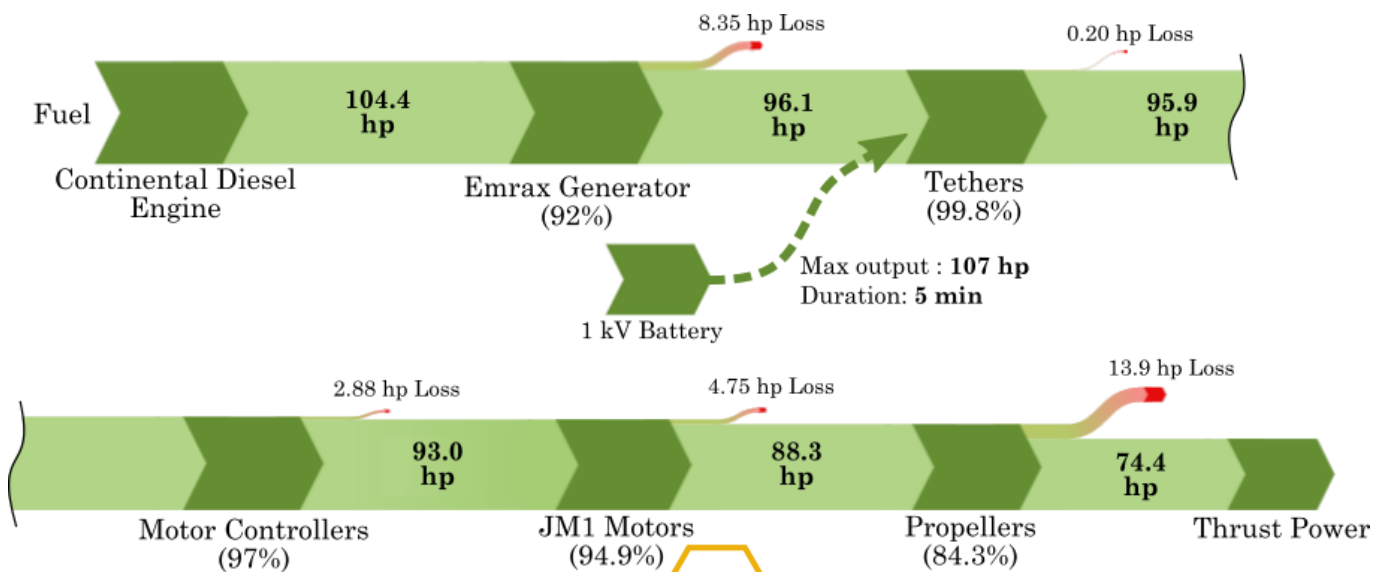 8.35 hp Loss
0.20 hp Loss
Fuel
104.4
hp
96.1
hp
95.9
hp
Continental Diesel
Engine
Emrax Generator
(92%)
Tethers
(99.8%)
Max output : 107 hp
Duration: 5 min
1 kV Battery
2.88 hp Loss
4.75 hp Loss
13.9 hp Loss
93.0
hp
88.3
hp
74.4
hp
Motor Controllers
(97%)
JM1 Motors
(94.9%)
Propellers
(84.3%)
Thrust Power